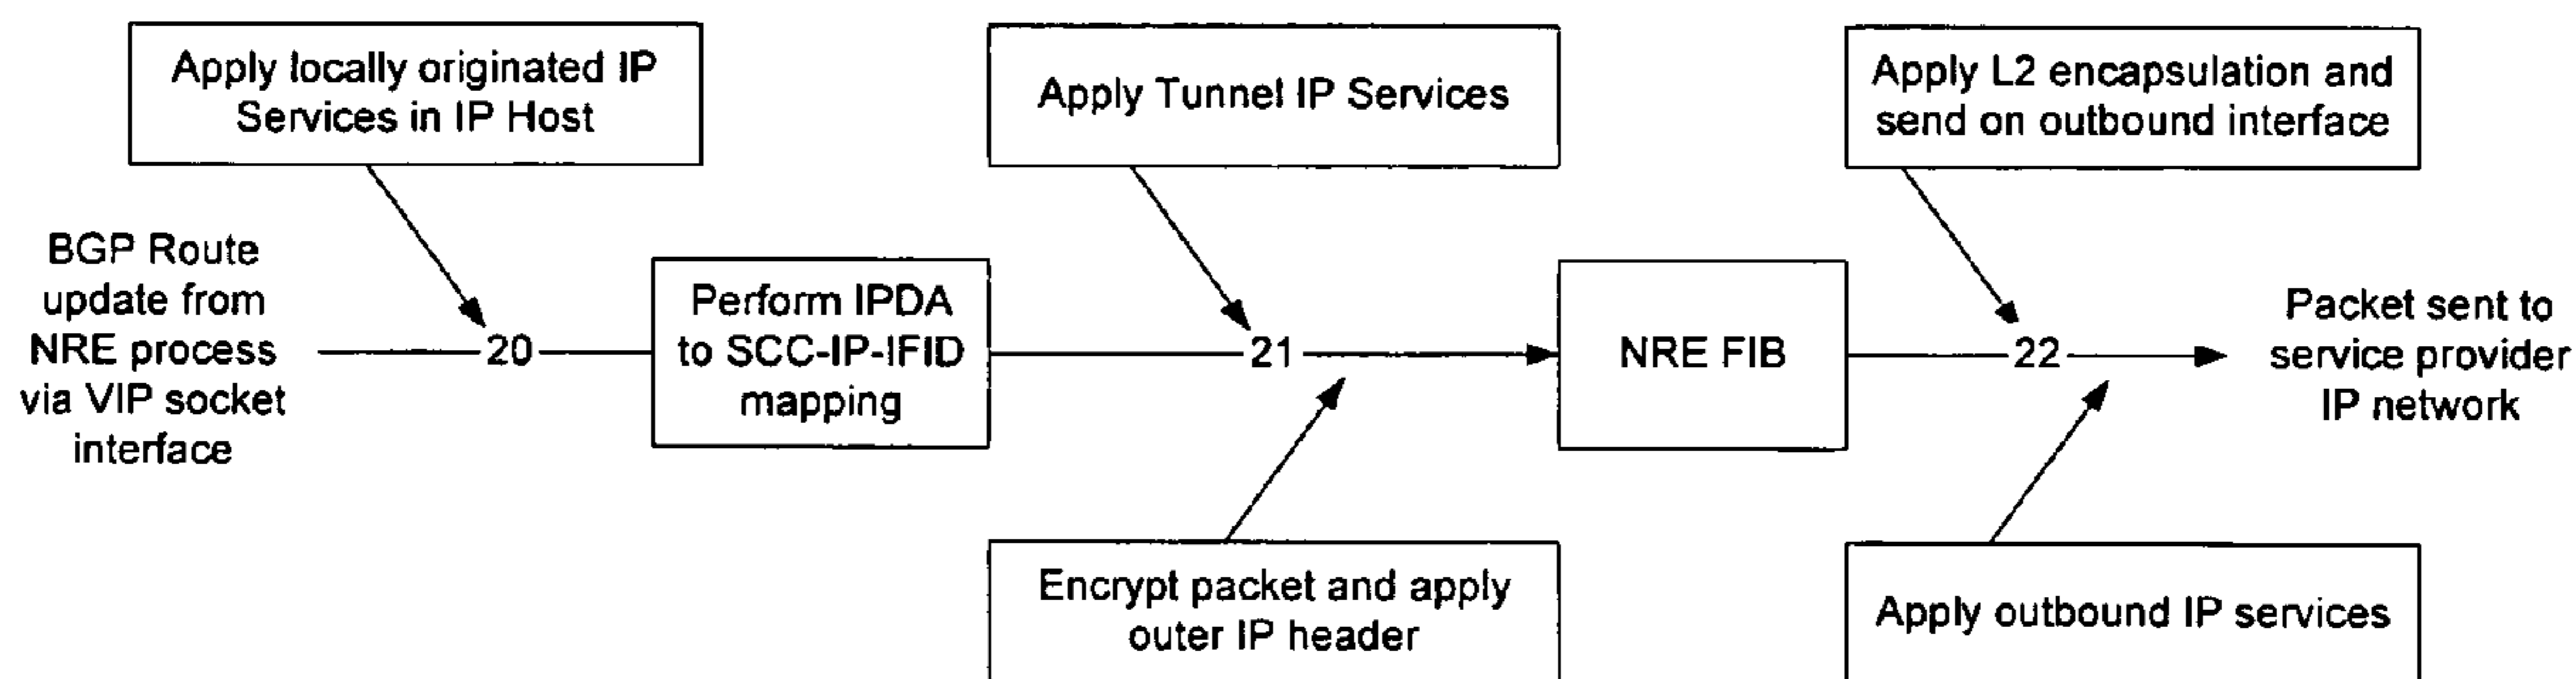 Apply locally originated IP
Services in IP Host
Apply Tunnel IP Services
Apply L2 encapsulation and
send on outbound interface
BGP Route
update from
NRE process
via VIP socket
interface
20
Perform IPDA
to SCC-IP-IFID
mapping
21
NRE FIB
22
Packet sent to
service provider
IP network
Encrypt packet and apply
outer IP header
Apply outbound IP services